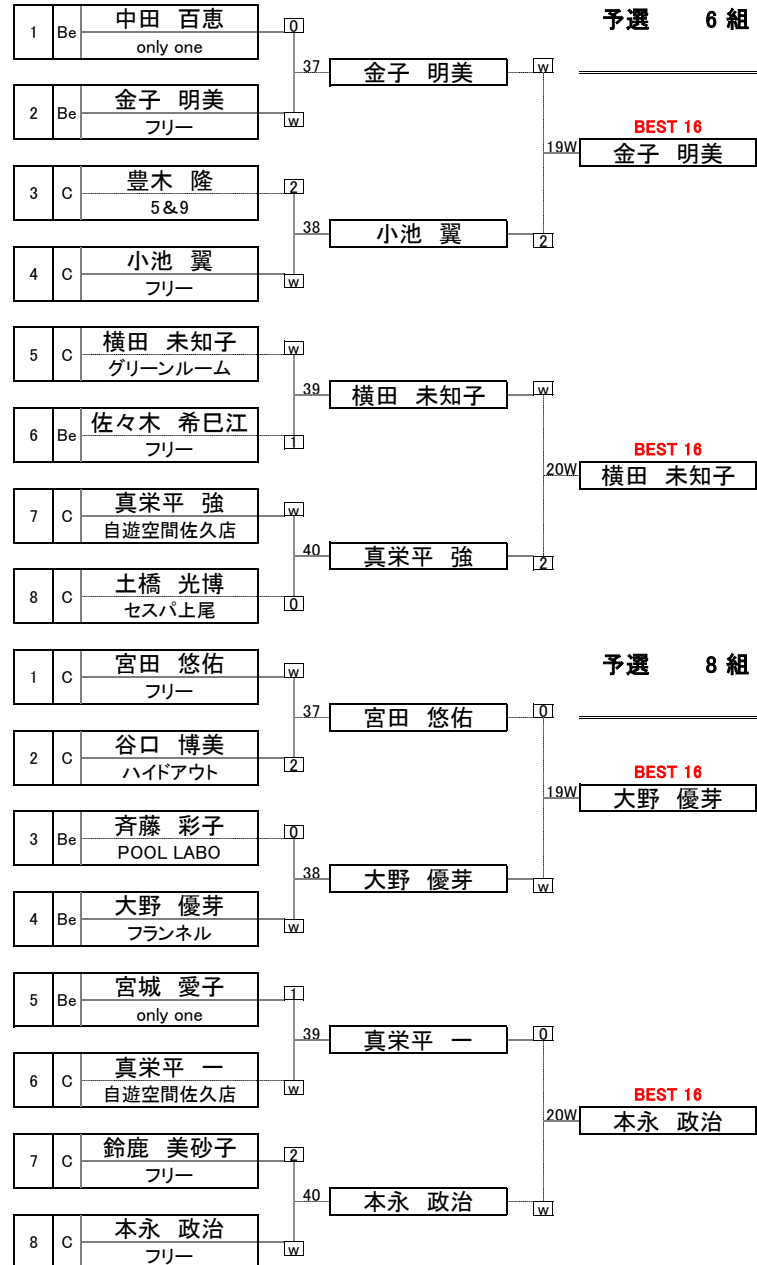 予選 6 組
1 Be 中田 百恵 0
only one
37 金子 明美 w
2 Be 金子 明美
フリー w
BEST 16
19W 金子 明美
3 C 豊木 隆 2
5&9
38 小池 翼 2
4 C 小池 翼
フリー w
5 C 横田 未知子 w
グリーンルーム
39 横田 未知子 w
6 Be 佐々木 希巳江
フリー 1
BEST 16
20W 横田 未知子
7 C 真栄平 強 w
自遊空間佐久店
40 真栄平 強 2
8 C 土橋 光博
セスパ上尾 0
予選 8 組
1 C 宮田 悠佑 w
フリー
37 宮田 悠佑 0
2 C 谷口 博美
ハイドアウト 2
BEST 16
19W 大野 優芽
3 Be 斉藤 彩子 0
POOL LABO
38 大野 優芽 w
4 Be 大野 優芽
フランネル w
5 Be 宮城 愛子 1
only one
39 真栄平 一 0
6 C 真栄平 一
自遊空間佐久店 w
BEST 16
20W 本永 政治
7 C 鈴鹿 美砂子 2
フリー
40 本永 政治 w
8 C 本永 政治
フリー w